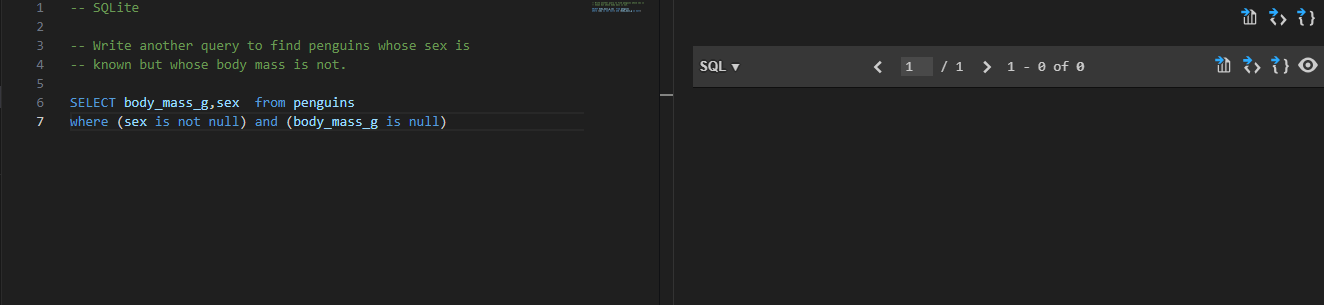 1 -- SQLite
2
3 -- Write another query to find penguins whose sex is
4 -- known but whose body mass is not.
5
6 SELECT body_mass_g,sex  from penguins
7 where (sex is not null) and (body_mass_g is null)
SQL ▼ 1 / 1 1 - 0 of 0